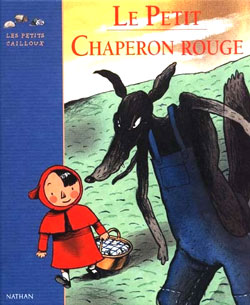 LES PETITS
CAILLOUX
LE PETIT
CHAPERON ROUGE
NATHAN